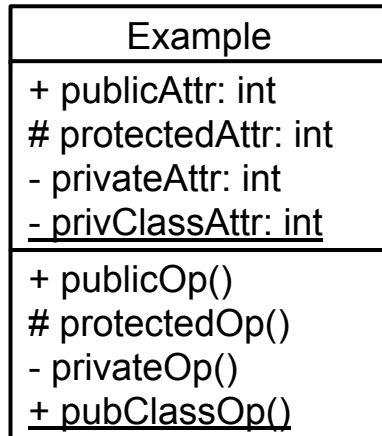 Example
+ publicAttr: int
# protectedAttr: int
- privateAttr: int
- privClassAttr: int
+ publicOp()
# protectedOp()
- privateOp()
+ pubClassOp()